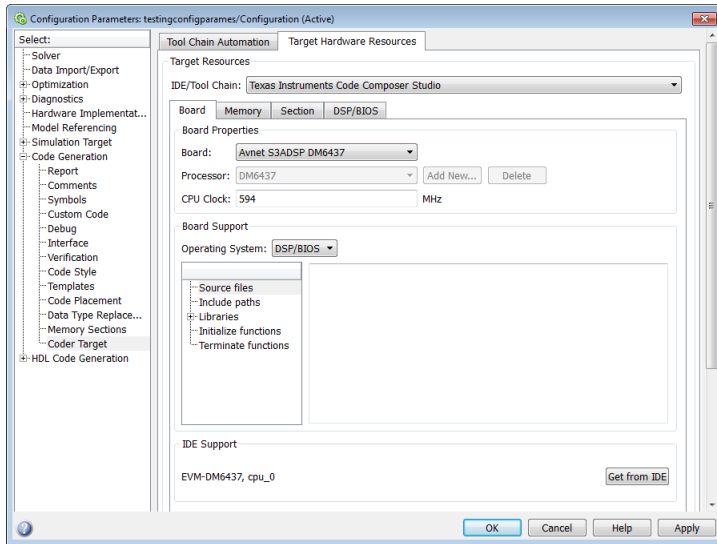 Configuration Parameters: testingconfigparames/Configuration (Active)
Select:
Solver
Data Import/Export
Optimization
Diagnostics
Hardware Implementat...
Model Referencing
Simulation Target
Code Generation
Report
Comments
Symbols
Custom Code
Debug
Interface
Verification
Code Style
Templates
Code Placement
Data Type Replace...
Memory Sections
Coder Target
HDL Code Generation
Tool Chain Automation Target Hardware Resources
Target Resources
IDE/Tool Chain: Texas Instruments Code Composer Studio
Board Memory Section DSP/BIOS
Board Properties
Board: Avnet S3ADSP DM6437
Processor: DM6437 Add New... Delete
CPU Clock: 594 MHz
Board Support
Operating System: DSP/BIOS
Source files
Include paths
Libraries
Initialize functions
Terminate functions
IDE Support
EVM-DM6437, cpu_0 Get from IDE
OK Cancel Help Apply